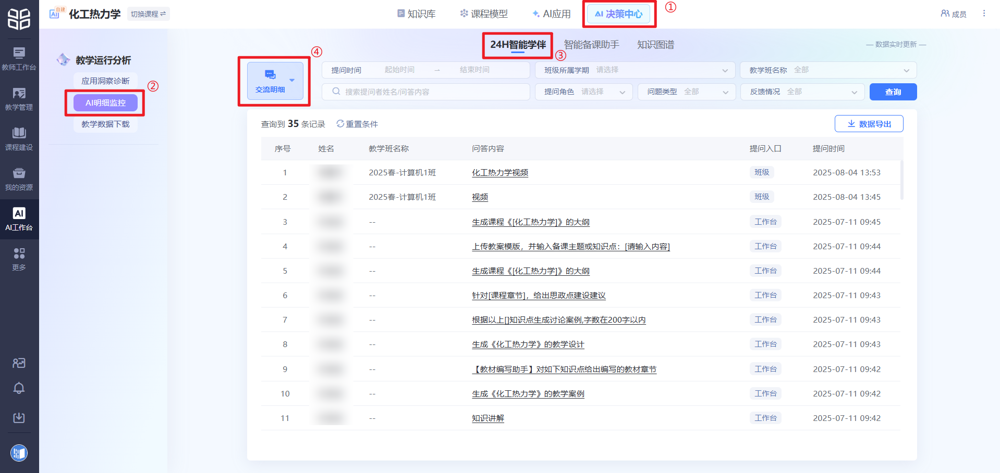 自建
AI 化工热力学 切换课程
知识库 课程模型 AI应用 AI 决策中心 ①
成员
教师工作台
教学管理
课程建设
我的资源
AI
AI工作台
更多
教学运行分析
应用洞察诊断
②
AI明细监控
教学数据下载
24H智能学伴 智能备课助手 知识图谱
③
— 数据实时更新 —
④
交流明细
提问时间 起始时间 → 结束时间 班级所属学期 请选择 教学班名称 全部
搜索提问者姓名/问答内容 提问角色 请选择 问题类型 全部 反馈情况 全部 查询
查询到 35 条记录 重置条件 数据导出
序号 姓名 教学班名称 问答内容 提问入口 提问时间
1 2025春-计算机1班 化工热力学视频 班级 2025-08-04 13:53
2 2025春-计算机1班 视频 班级 2025-08-04 13:45
3 -- 生成课程《[化工热力学]》的大纲 工作台 2025-07-11 09:45
4 -- 上传教案模版，并输入备课主题或知识点：[请输入内容] 工作台 2025-07-11 09:44
5 -- 生成课程《[化工热力学]》的大纲 工作台 2025-07-11 09:44
6 -- 针对[课程章节]，给出思政点建设建议 工作台 2025-07-11 09:43
7 -- 根据以上[]知识点生成讨论案例,字数在200字以内 工作台 2025-07-11 09:43
8 -- 生成《化工热力学》的教学设计 工作台 2025-07-11 09:43
9 -- 【教材编写助手】对如下知识点给出编写的教材章节 工作台 2025-07-11 09:42
10 -- 生成《化工热力学》的教学案例 工作台 2025-07-11 09:42
11 -- 知识讲解 工作台 2025-07-11 09:42